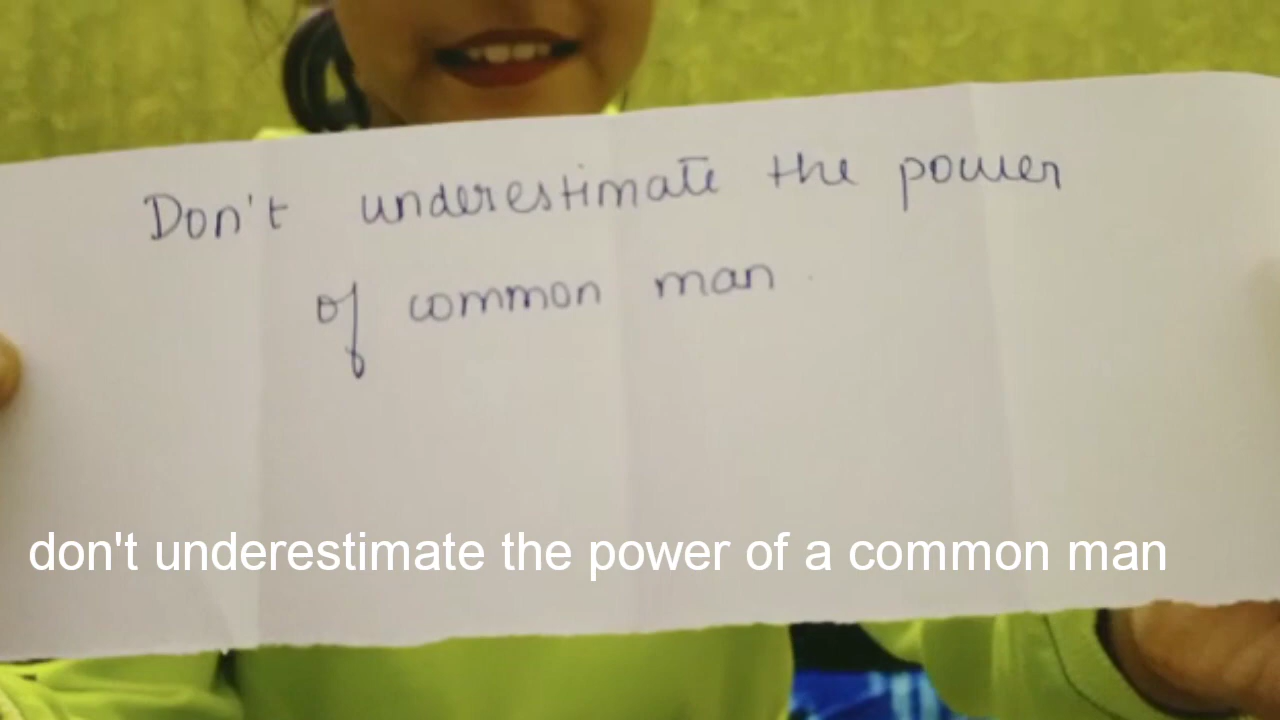 Don't underestimate the power
of common man.
don't underestimate the power of a common man